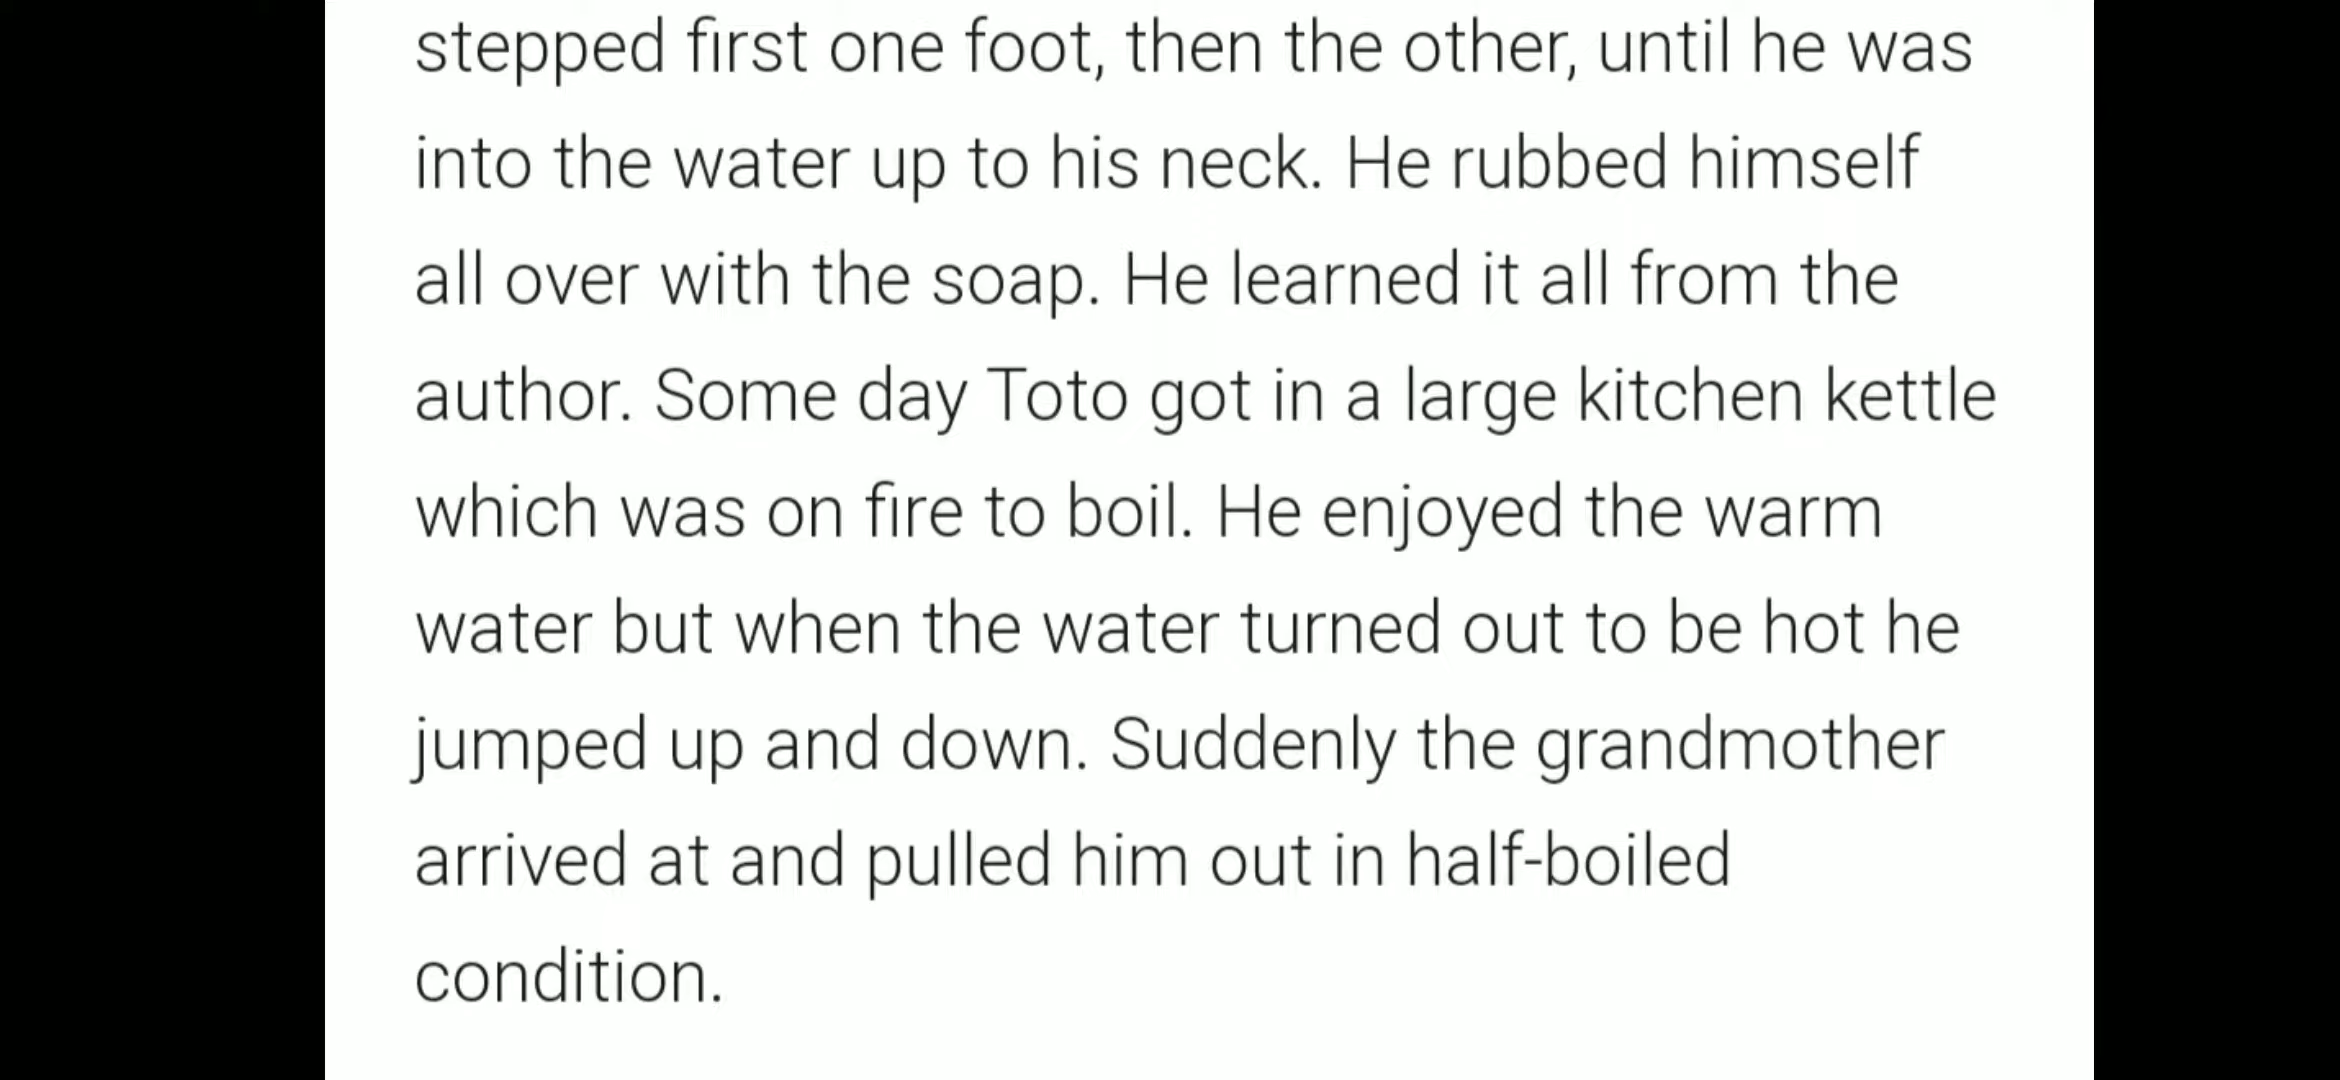 stepped first one foot, then the other, until he was
into the water up to his neck. He rubbed himself
all over with the soap. He learned it all from the
author. Some day Toto got in a large kitchen kettle
which was on fire to boil. He enjoyed the warm
water but when the water turned out to be hot he
jumped up and down. Suddenly the grandmother
arrived at and pulled him out in half-boiled
condition.